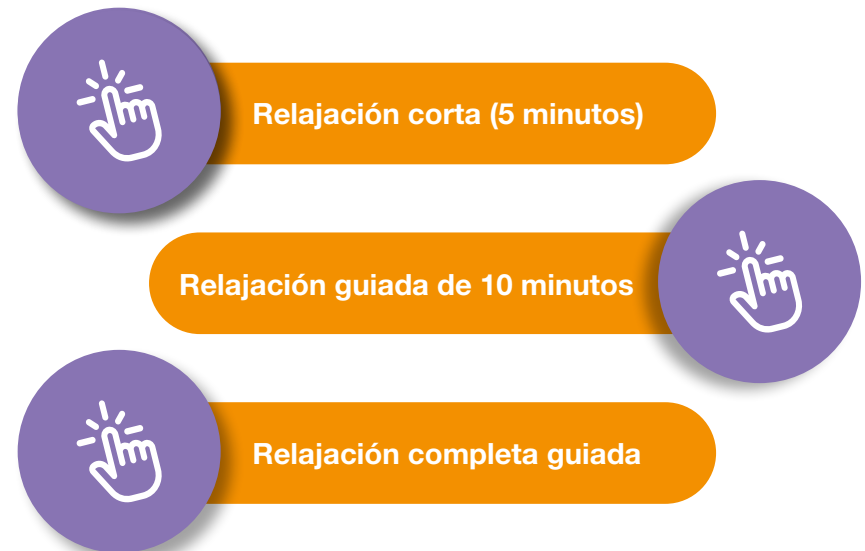 Relajación corta (5 minutos)
Relajación guiada de 10 minutos
Relajación completa guiada